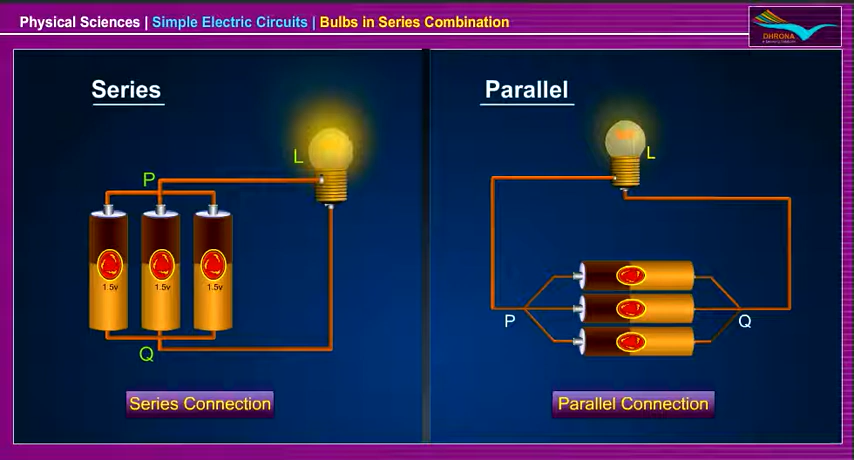 Physical Sciences | Simple Electric Circuits | Bulbs in Series Combination
DHRONA
Series
Parallel
L
L
P
1.5v
1.5v
1.5v
P
Q
Q
Series Connection
Parallel Connection